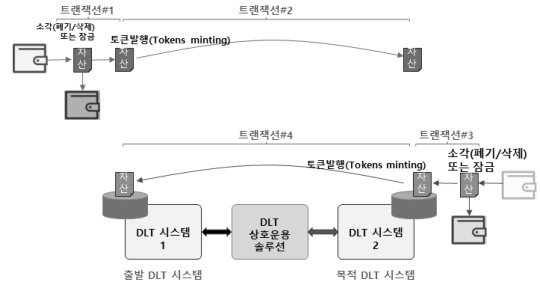 트랜잭션#1
트랜잭션#2
소각(폐기/삭제)
또는 잠금
토큰발행(Tokens minting)
자
산
자
산
자
산
트랜잭션#4
트랜잭션#3
소각(폐기/삭제)
또는 잠금
토큰발행(Tokens minting)
자
산
자
산
자
산
DLT 시스템
1
DLT
상호운용
솔루션
DLT 시스템
2
출발 DLT 시스템
목적 DLT 시스템